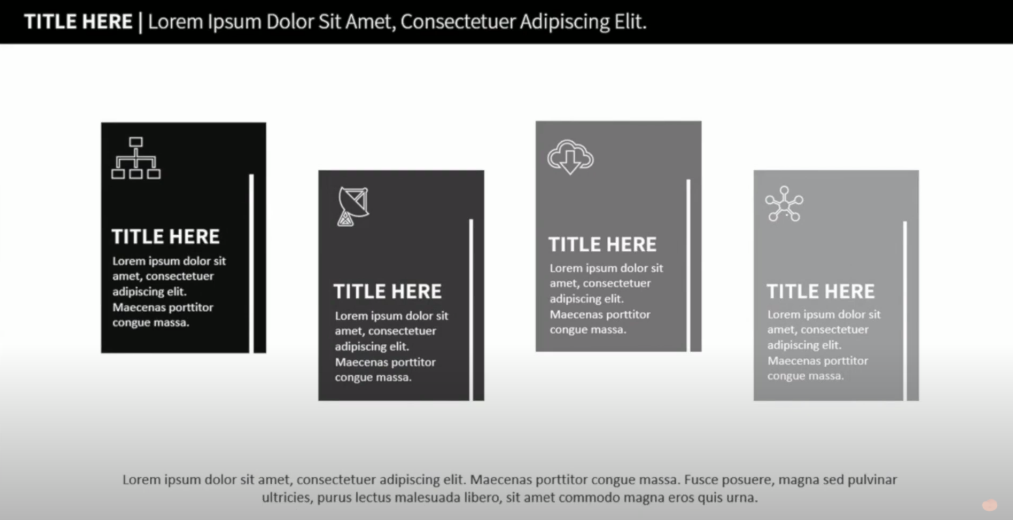 TITLE HERE | Lorem Ipsum Dolor Sit Amet, Consectetuer Adipiscing Elit.
TITLE HERE
Lorem ipsum dolor sit
amet, consectetuer
adipiscing elit.
Maecenas porttitor
congue massa.
TITLE HERE
Lorem ipsum dolor sit
amet, consectetuer
adipiscing elit.
Maecenas porttitor
congue massa.
TITLE HERE
Lorem ipsum dolor sit
amet, consectetuer
adipiscing elit.
Maecenas porttitor
congue massa.
TITLE HERE
Lorem ipsum dolor sit
amet, consectetuer
adipiscing elit.
Maecenas porttitor
congue massa.
Lorem ipsum dolor sit amet, consectetuer adipiscing elit. Maecenas porttitor congue massa. Fusce posuere, magna sed pulvinar
ultricies, purus lectus malesuada libero, sit amet commodo magna eros quis urna.